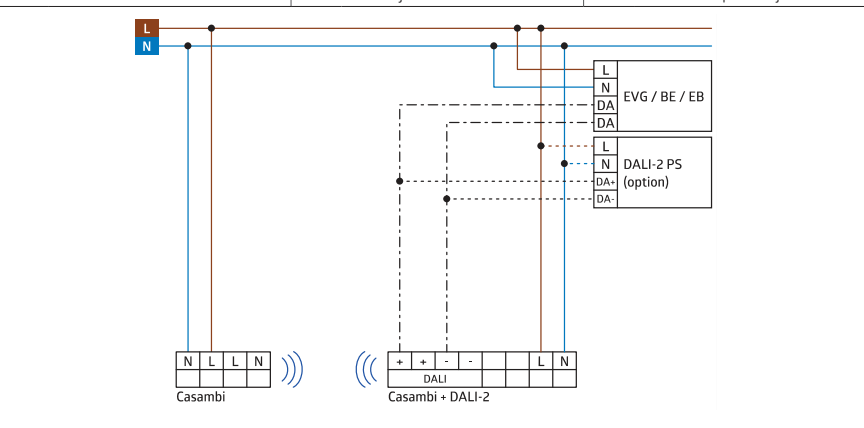 L
N
L
N
DA
DA
EVG / BE / EB
L
N
DA+
DA-
DALI-2 PS
(option)
N L L N
Casambi
+ + - - L N
DALI
Casambi + DALI-2